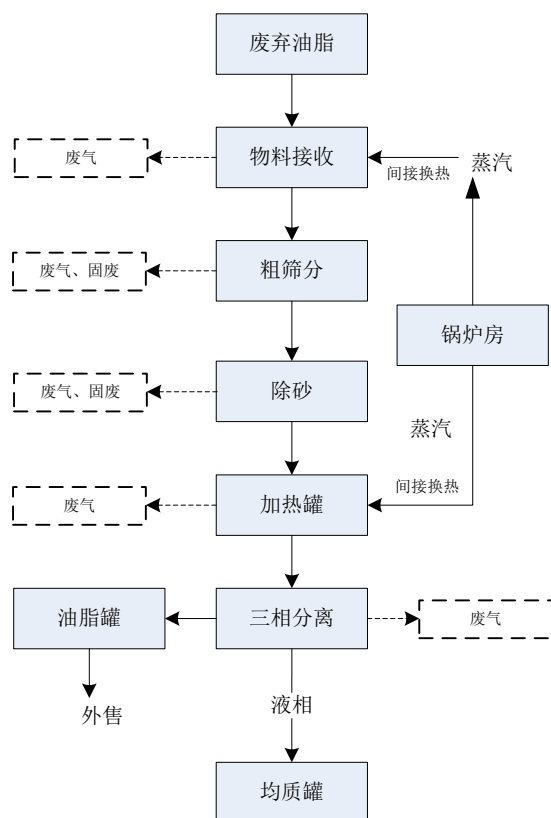 废弃油脂
废气
物料接收
间接换热
蒸汽
废气、固废
粗筛分
锅炉房
废气、固废
除砂
蒸汽
废气
加热罐
间接换热
油脂罐
三相分离
废气
外售
液相
均质罐